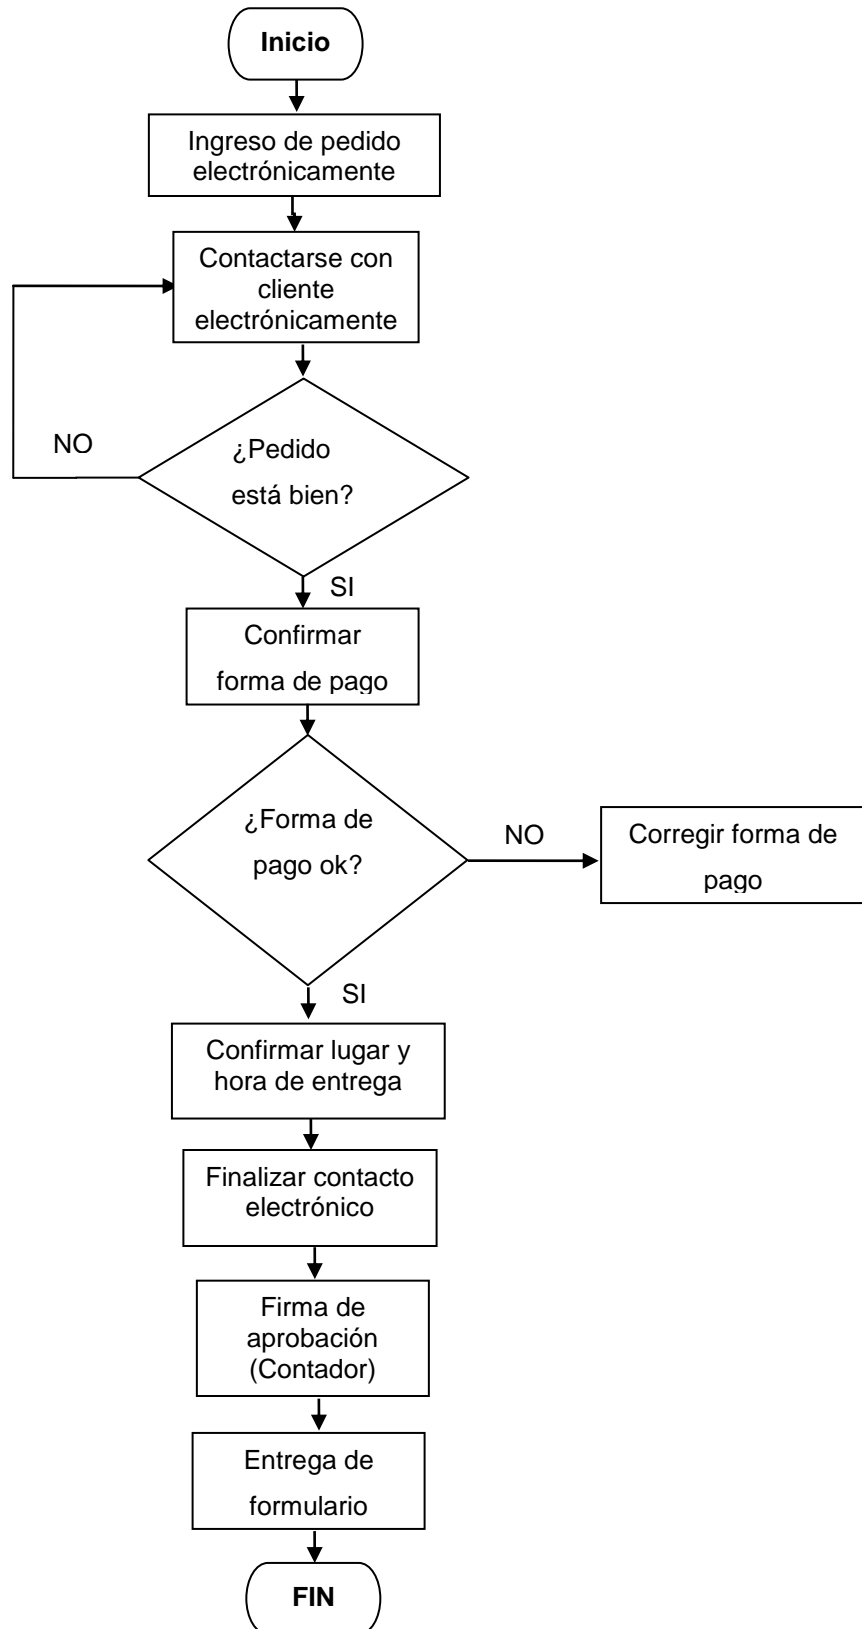 Inicio
Ingreso de pedido
electrónicamente
Contactarse con
cliente
electrónicamente
NO
¿Pedido
está bien?
SI
Confirmar
forma de pago
¿Forma de
pago ok?
NO
Corregir forma de
pago
SI
Confirmar lugar y
hora de entrega
Finalizar contacto
electrónico
Firma de
aprobación
(Contador)
Entrega de
formulario
FIN